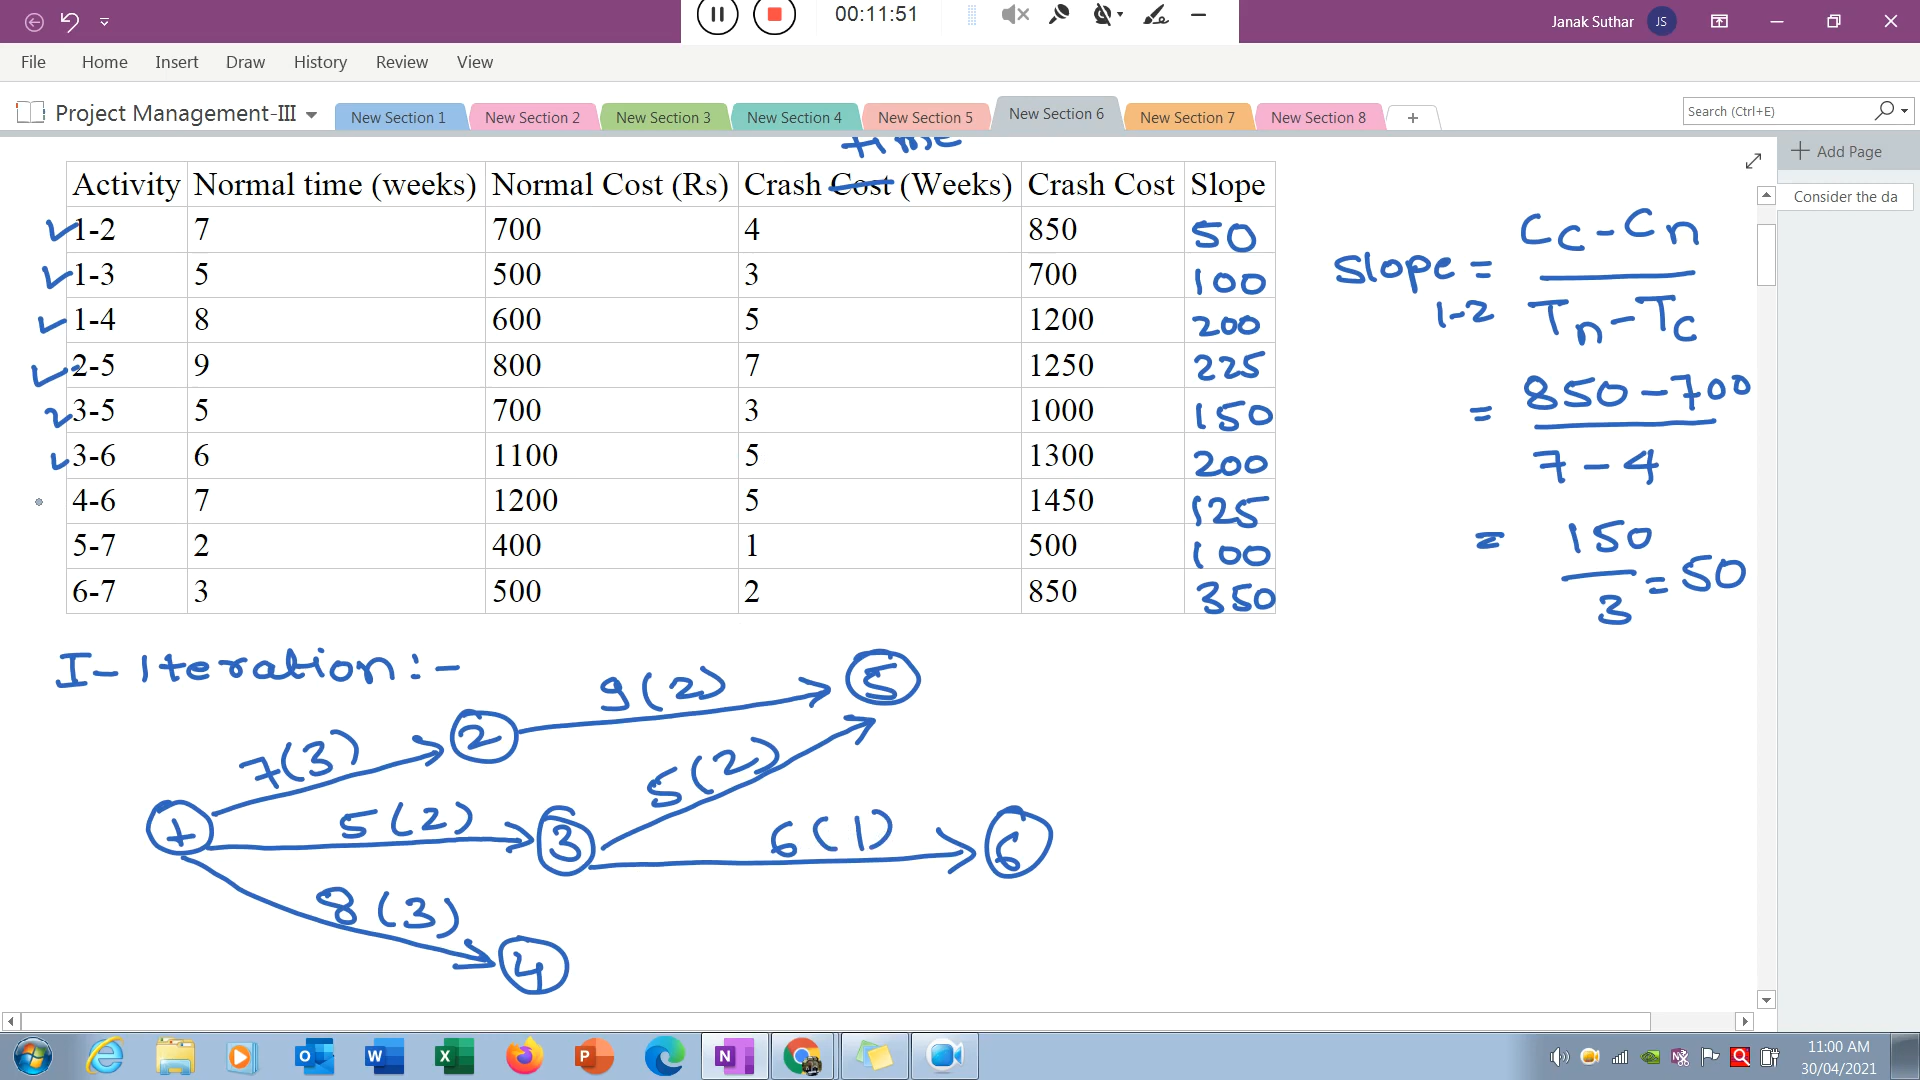 00:11:51
Janak Suthar JS
File Home Insert Draw History Review View
Project Management-III New Section 1 New Section 2 New Section 3 New Section 4 New Section 5 New Section 6 New Section 7 New Section 8 + Search (Ctrl+E)
Add Page
Consider the da
time
Activity Normal time (weeks) Normal Cost (Rs) Crash Cost (Weeks) Crash Cost Slope
1-2 7 700 4 850 50
1-3 5 500 3 700 100
1-4 8 600 5 1200 200
2-5 9 800 7 1250 225
3-5 5 700 3 1000 150
3-6 6 1100 5 1300 200
4-6 7 1200 5 1450 125
5-7 2 400 1 500 100
6-7 3 500 2 850 350
Cc-Cn
Slope =
1-2 Tn-Tc
= 850-700
7-4
= 150
3 = 50
I-Iteration:-
9(2) 5
7(3) 2
5(2)
1 5(2) 3 6(1) 6
8(3) 4
11:00 AM
30/04/2021